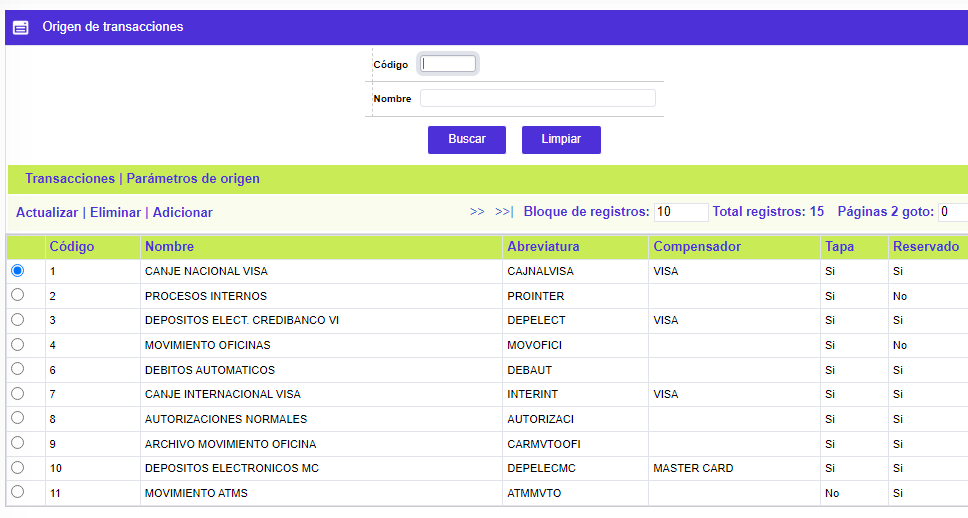 Origen de transacciones
Código
Nombre
Buscar Limpiar
Transacciones | Parámetros de origen
Actualizar | Eliminar | Adicionar >> >>| Bloque de registros: 10 Total registros: 15 Páginas 2 goto: 0
Código Nombre Abreviatura Compensador Tapa Reservado
1 CANJE NACIONAL VISA CAJNALVISA VISA Si Si
2 PROCESOS INTERNOS PROINTER Si No
3 DEPOSITOS ELECT. CREDIBANCO VI DEPELECT VISA Si Si
4 MOVIMIENTO OFICINAS MOVOFICI Si No
6 DEBITOS AUTOMATICOS DEBAUT Si Si
7 CANJE INTERNACIONAL VISA INTERINT VISA Si Si
8 AUTORIZACIONES NORMALES AUTORIZACI Si Si
9 ARCHIVO MOVIMIENTO OFICINA CARMVTOOFI Si Si
10 DEPOSITOS ELECTRONICOS MC DEPELECMC MASTER CARD Si Si
11 MOVIMIENTO ATMS ATMMVTO No Si